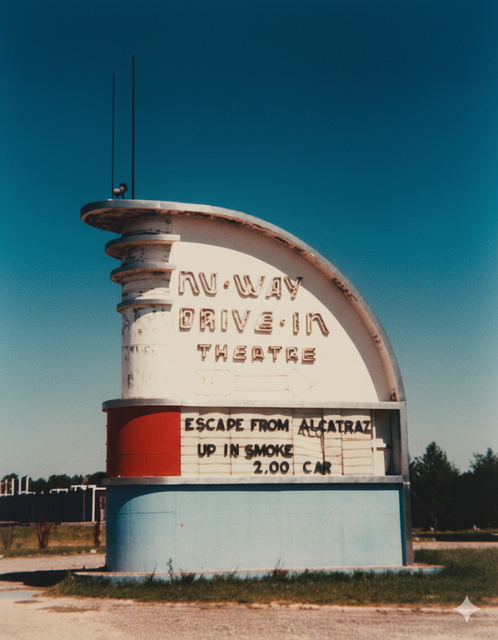 NU·WAY
DRIVE·IN
THEATRE
ESCAPE FROM ALCATRAZ
UP IN SMOKE
2,00 CAR